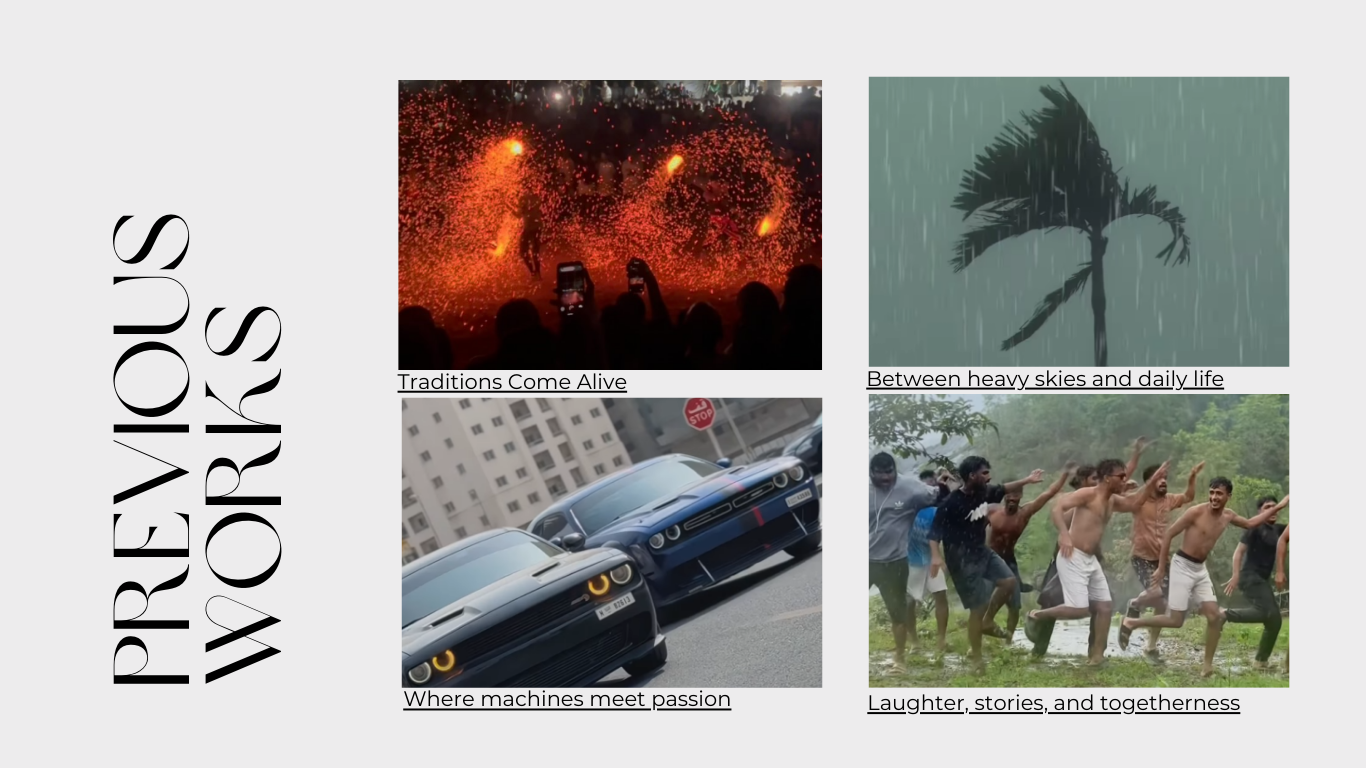 PREVIOUS
WORKS
Traditions Come Alive
Between heavy skies and daily life
قف
STOP
Where machines meet passion
Laughter, stories, and togetherness